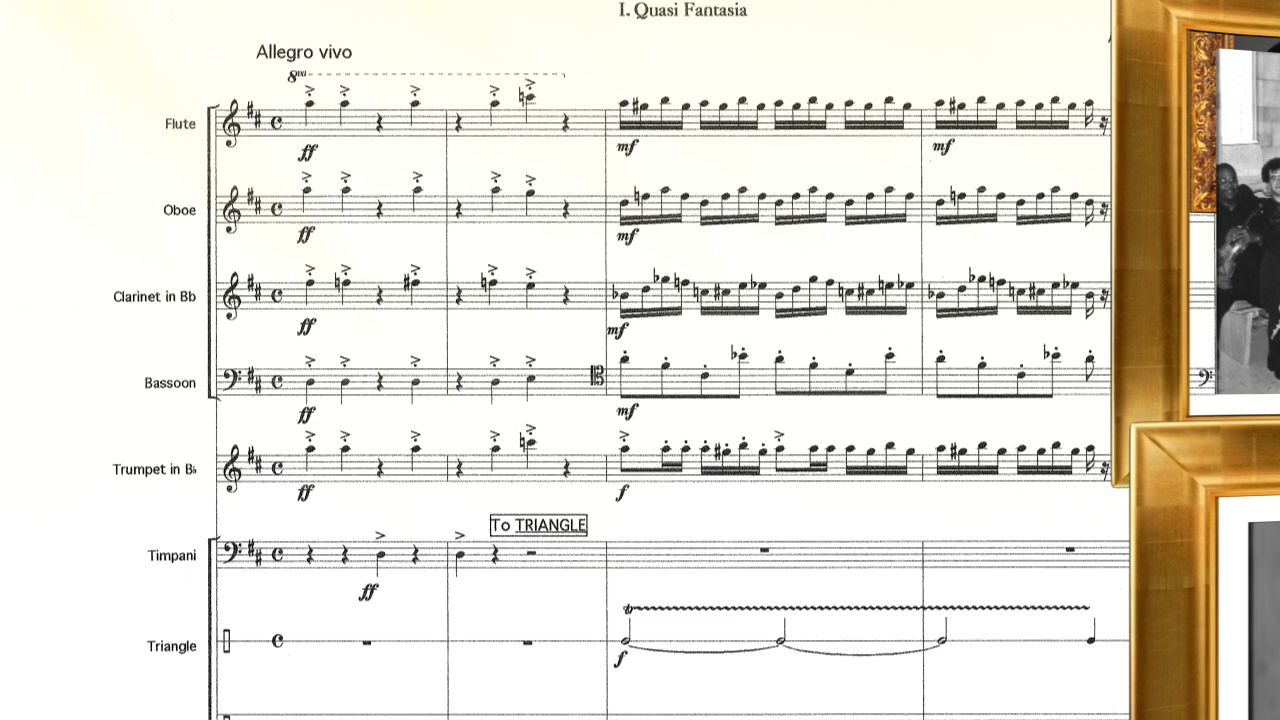 I. Quasi Fantasia
Allegro vivo
8va
Flute
ff
mf
mf
Oboe
ff
mf
Clarinet in Bb
ff
mf
Bassoon
ff
mf
Trumpet in B♭
ff
f
To TRIANGLE
Timpani
ff
tr
Triangle
f